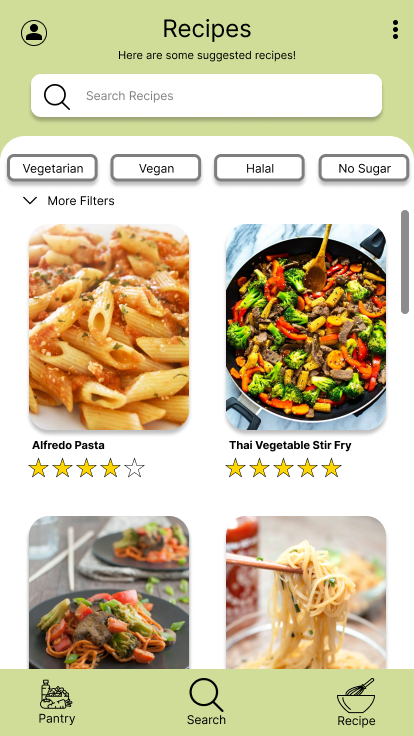 Recipes
Here are some suggested recipes!
Search Recipes
Vegetarian
Vegan
Halal
No Sugar
More Filters
Alfredo Pasta
Thai Vegetable Stir Fry
Pantry
Search
Recipe